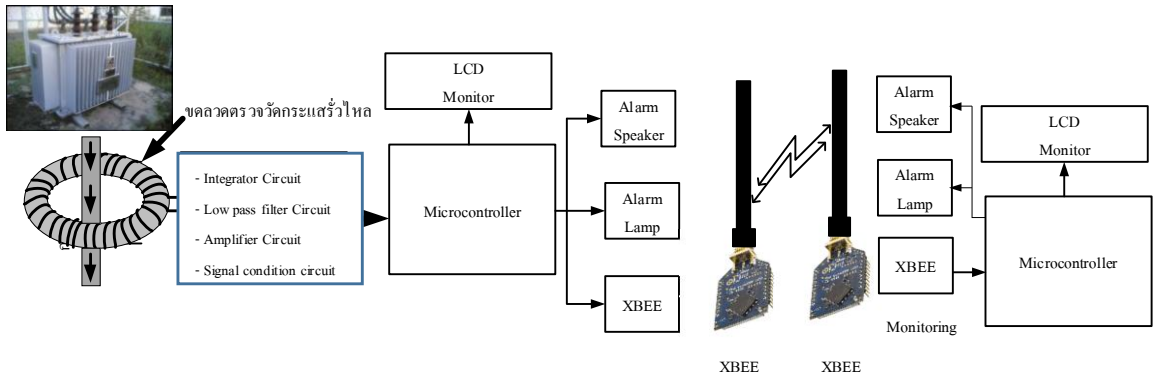 ขดลวดตรวจวัดกระแสรั่วไหล
- Integrator Circuit
- Low pass filter Circuit
- Amplifier Circuit
- Signal condition circuit
LCD
Monitor
Microcontroller
Alarm
Speaker
Alarm
Lamp
XBEE
XBEE
XBEE
Alarm
Speaker
Alarm
Lamp
XBEE
Monitoring
LCD
Monitor
Microcontroller